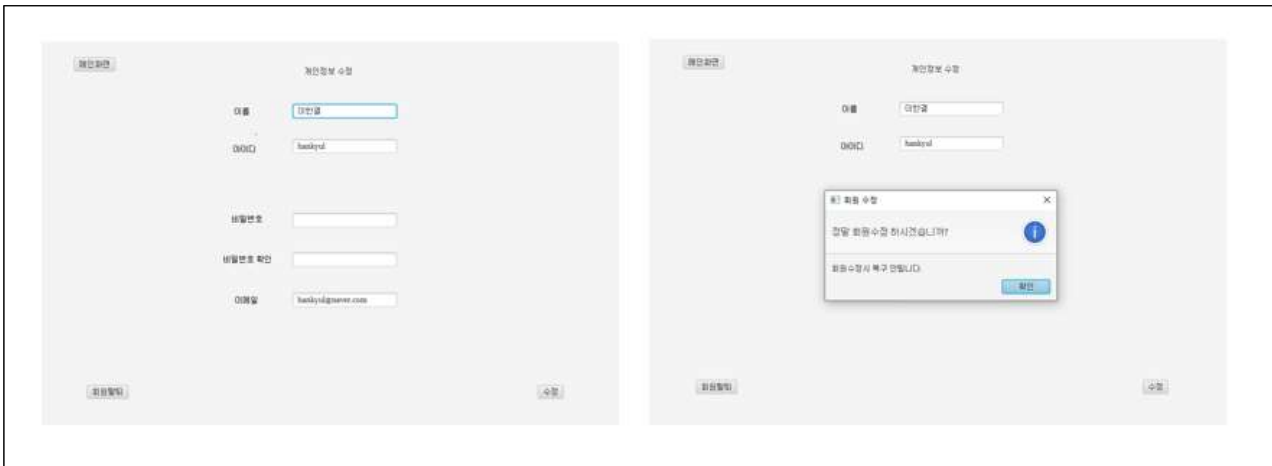 메인화면
개인정보 수정
이름 이한결
아이디 hankyul
비밀번호
비밀번호 확인
이메일 hankyul@naver.com
회원탈퇴 수정
메인화면
개인정보 수정
이름 이한결
아이디 hankyul
회원 수정
정말 회원수정 하시겠습니까?
회원수정시 복구 안됩니다.
확인
회원탈퇴 수정